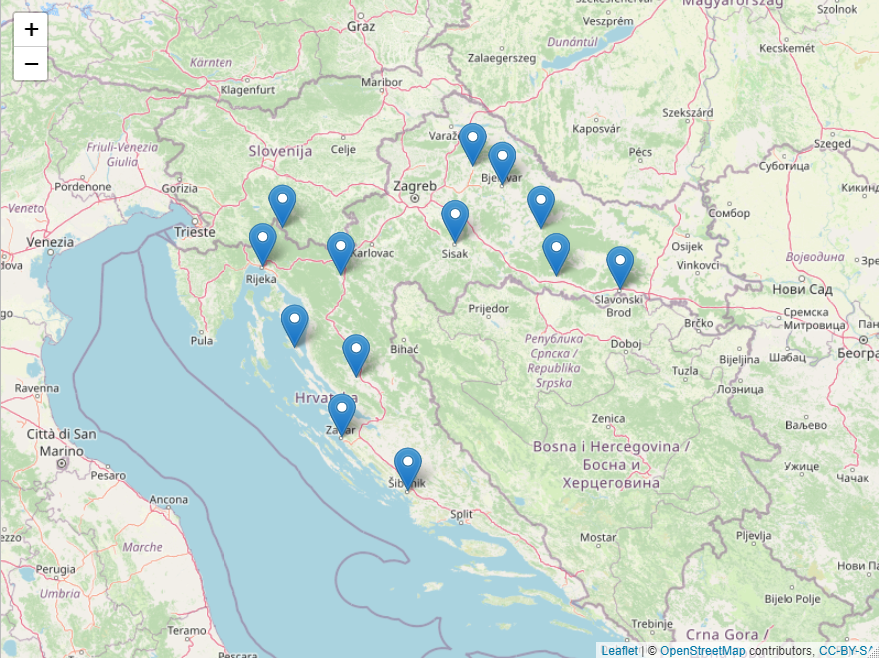 +
−
Graz
Veszprém
Magyarország
Szolnok
Dunántúl
Kecskemét
Zalaegerszeg
Kärnten
Klagenfurt
Maribor
Szekszárd
Kaposvár
Szeged
Friuli-Venezia
Giulia
Slovenija
Celje
Pécs
Суботица
Pordenone
Gorizia
Zagreb
Bjelovar
Сомбор
Veneto
Trieste
Venezia
Karlovac
Sisak
Osijek
Vinkovci
Војводина
Rijeka
Нови Сад
Slavonski
Brod
Prijedor
Brčko
Сремска
Митровица
Pula
Bihać
Република
Српска /
Republika
Srpska
Doboj
Bijeljina
Шабац
Tuzla
Лозница
Ravenna
Hrvatska
Zadar
Zenica
Ваљево
Città di San
Marino
Bosna i Hercegovina /
Босна и
Херцеговина
Ужице
Чачак
Pesaro
Šibenik
Ancona
Split
Mostar
Pljevlja
Marche
Perugia
Umbria
Bijelo Polje
Teramo
Trebinje
Crna Gora /
Pescara
Leaflet | © OpenStreetMap contributors, CC-BY-SA